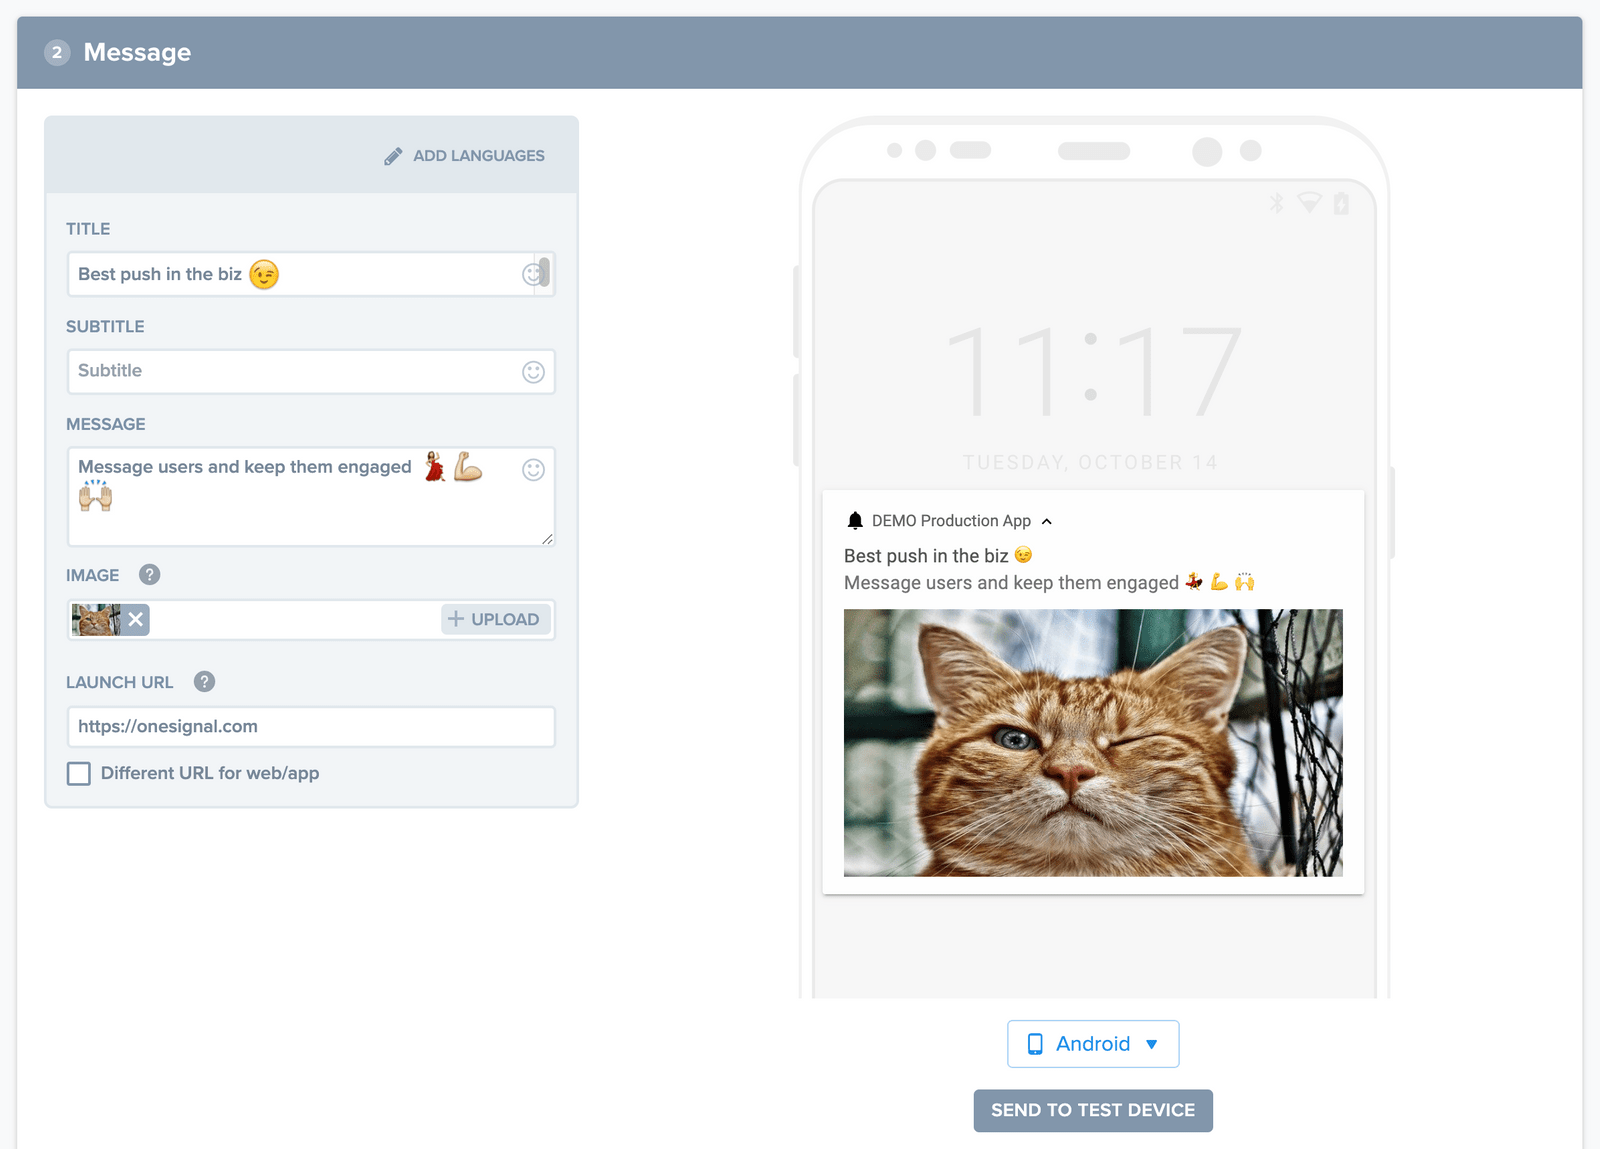 2 Message
ADD LANGUAGES
TITLE
Best push in the biz 😉
SUBTITLE
Subtitle
MESSAGE
Message users and keep them engaged 💃 💪🏼
🙌🏼
IMAGE ?
+ UPLOAD
LAUNCH URL ?
https://onesignal.com
Different URL for web/app
11:17
TUESDAY, OCTOBER 14
DEMO Production App
Best push in the biz 😉
Message users and keep them engaged 💃 💪 🙌
Android
SEND TO TEST DEVICE